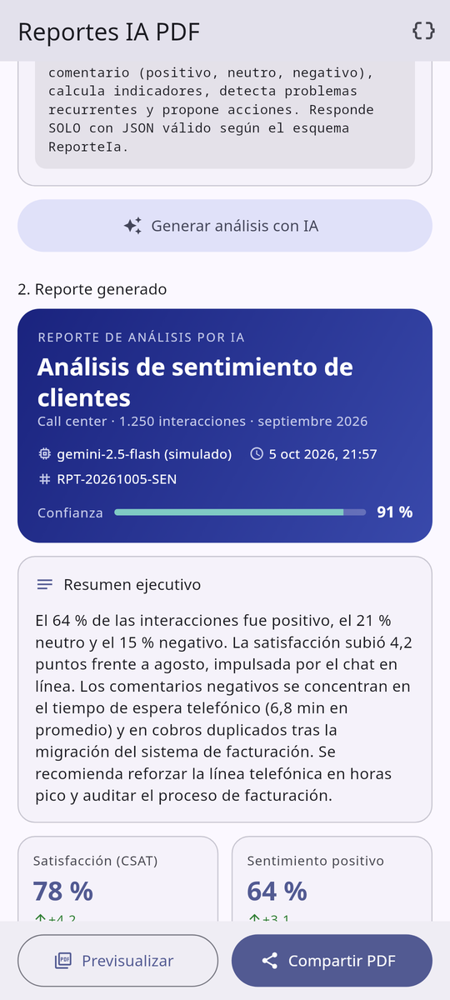 Reportes IA PDF
comentario (positivo, neutro, negativo),
calcula indicadores, detecta problemas
recurrentes y propone acciones. Responde
SOLO con JSON válido según el esquema
ReporteIa.
Generar análisis con IA
2. Reporte generado
REPORTE DE ANÁLISIS POR IA
Análisis de sentimiento de
clientes
Call center · 1.250 interacciones · septiembre 2026
gemini-2.5-flash (simulado) 5 oct 2026, 21:57
# RPT-20261005-SEN
Confianza 91 %
Resumen ejecutivo
El 64 % de las interacciones fue positivo, el 21 %
neutro y el 15 % negativo. La satisfacción subió 4,2
puntos frente a agosto, impulsada por el chat en
línea. Los comentarios negativos se concentran en
el tiempo de espera telefónico (6,8 min en
promedio) y en cobros duplicados tras la
migración del sistema de facturación. Se
recomienda reforzar la línea telefónica en horas
pico y auditar el proceso de facturación.
Satisfacción (CSAT) Sentimiento positivo
78 % 64 %
+4,2 +3,1
Previsualizar Compartir PDF